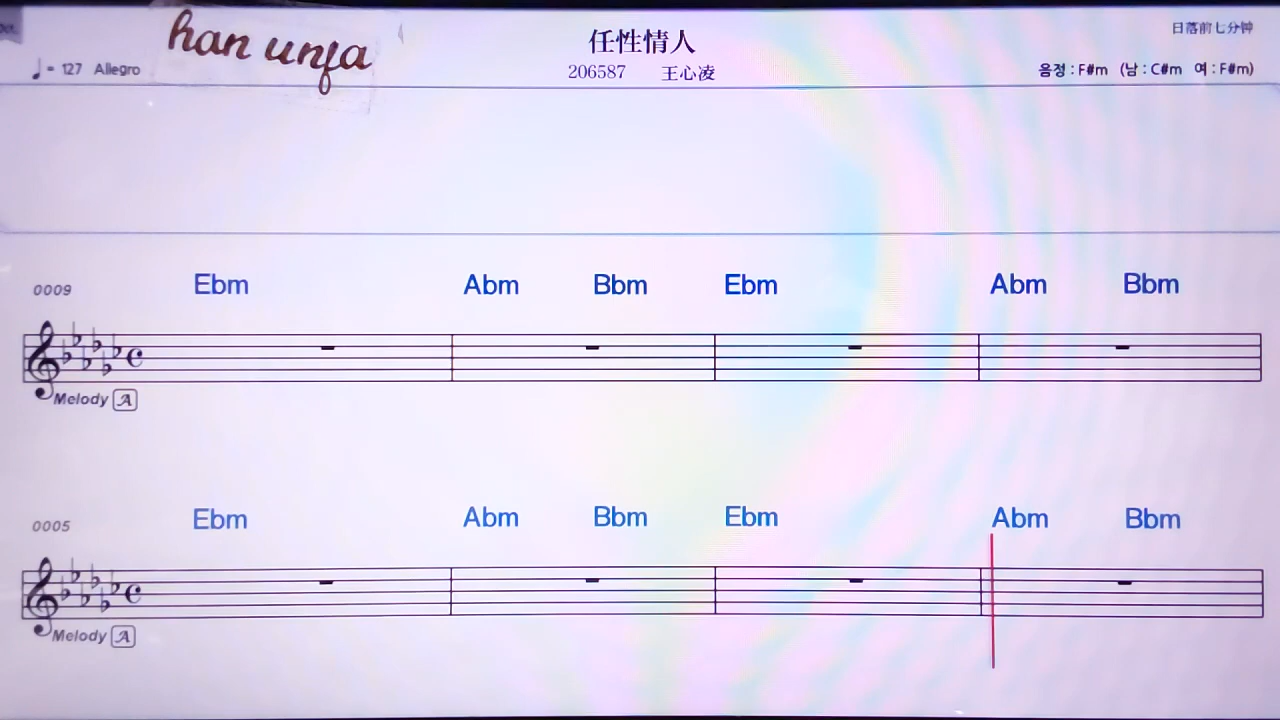 han unfa
任性情人
日落前七分钟
♩= 127 Allegro
206587 王心凌
음정 : F#m (남 : C#m 여 : F#m)
0009 Ebm Abm Bbm Ebm Abm Bbm
Melody A
0005 Ebm Abm Bbm Ebm Abm Bbm
Melody A